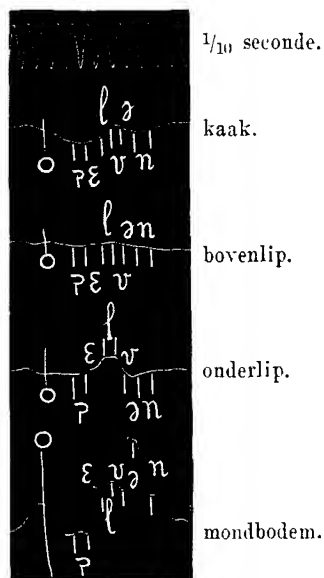 1/10 seconde.
l ə
kaak.
O ɛ v n
l ə n
bovenlip.
O ɛ v
l
ɛ v
onderlip.
O ə n
O
ɛ v ə n
l
mondbodem.